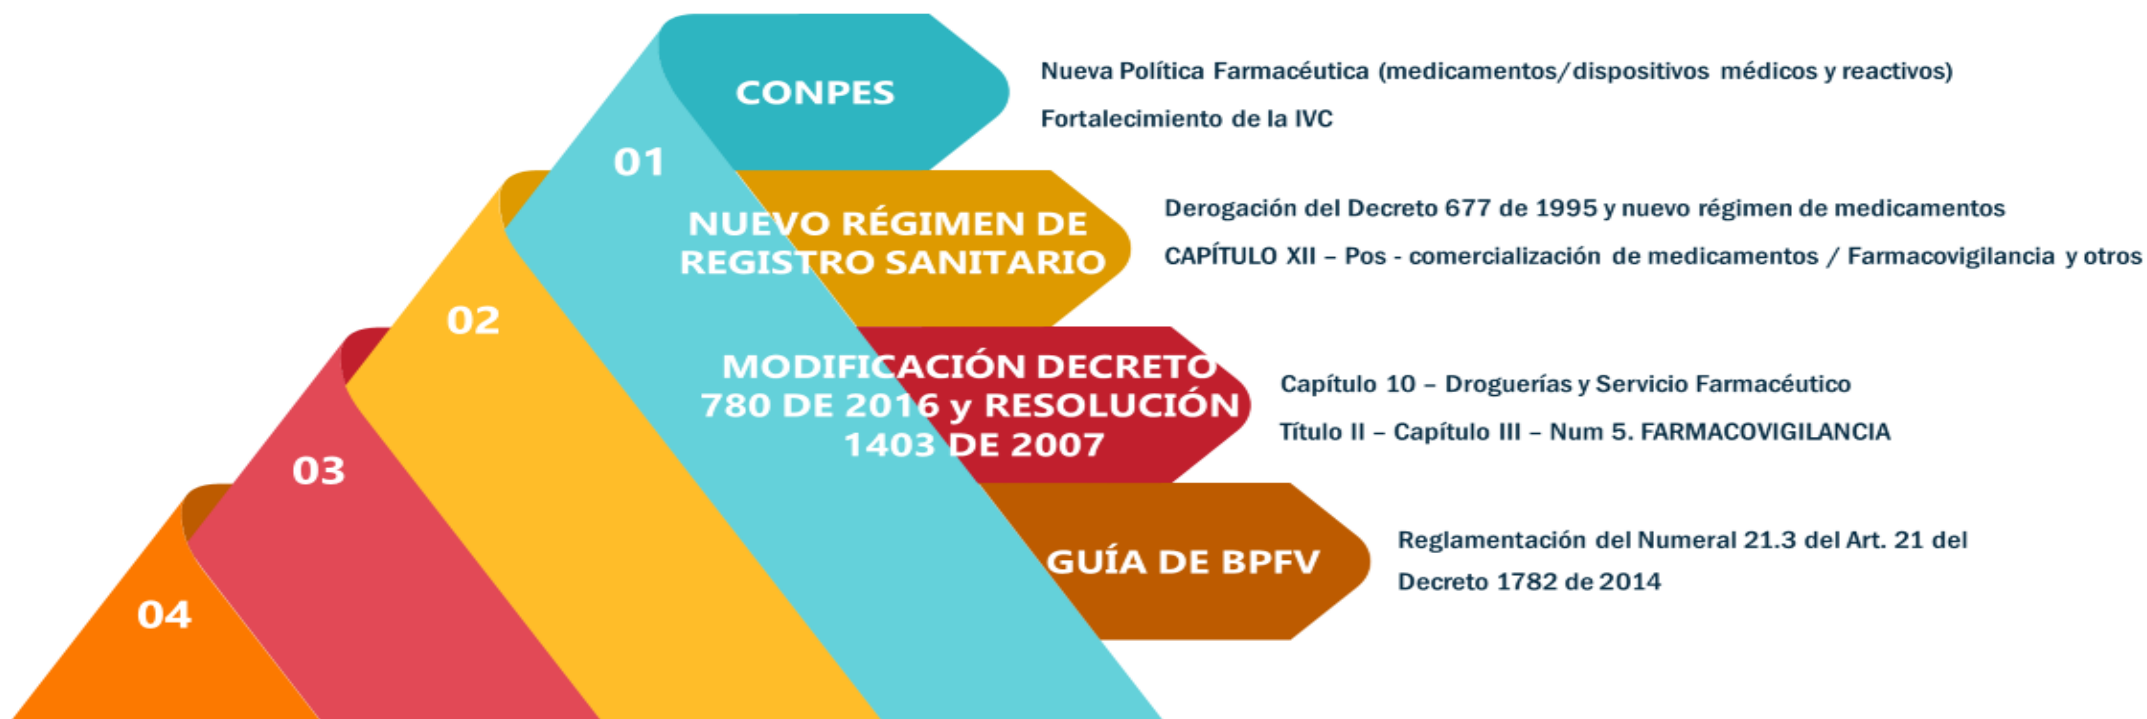 CONPES
Nueva Política Farmacéutica (medicamentos/dispositivos médicos y reactivos)
Fortalecimiento de la IVC
01
NUEVO RÉGIMEN DE
REGISTRO SANITARIO
Derogación del Decreto 677 de 1995 y nuevo régimen de medicamentos
CAPÍTULO XII – Pos - comercialización de medicamentos / Farmacovigilancia y otros
02
MODIFICACIÓN DECRETO
780 DE 2016 y RESOLUCIÓN
1403 DE 2007
Capítulo 10 – Droguerías y Servicio Farmacéutico
Título II – Capítulo III – Num 5. FARMACOVIGILANCIA
03
GUÍA DE BPFV
Reglamentación del Numeral 21.3 del Art. 21 del
Decreto 1782 de 2014
04